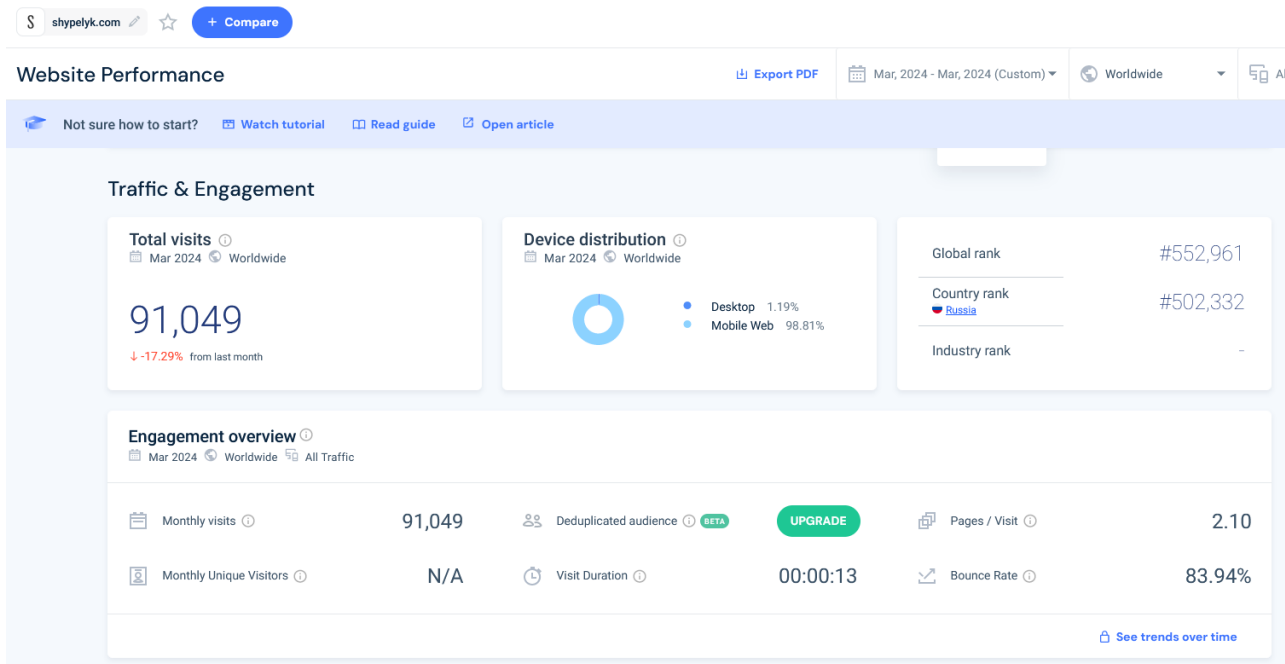 shypelyk.com
+ Compare
Website Performance
Export PDF
Mar, 2024 - Mar, 2024 (Custom)
Worldwide
Not sure how to start?
Watch tutorial
Read guide
Open article
Traffic & Engagement
Total visits
Mar 2024 Worldwide
91,049
↓ -17.29% from last month
Device distribution
Mar 2024 Worldwide
Desktop 1.19%
Mobile Web 98.81%
Global rank #552,961
Country rank #502,332
Russia
Industry rank -
Engagement overview
Mar 2024 Worldwide All Traffic
Monthly visits 91,049
Deduplicated audience BETA UPGRADE
Pages / Visit 2.10
Monthly Unique Visitors N/A
Visit Duration 00:00:13
Bounce Rate 83.94%
See trends over time